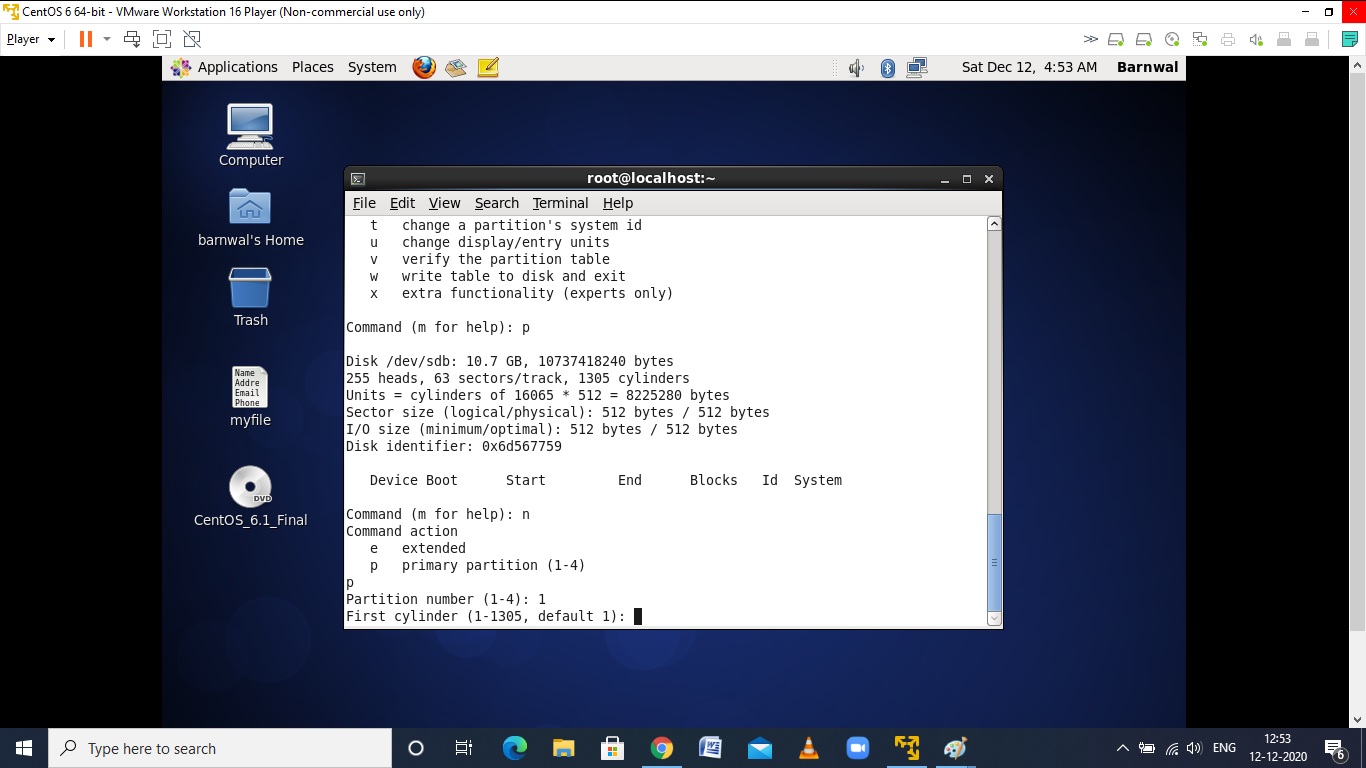 CentOS 6 64-bit - VMware Workstation 16 Player (Non-commercial use only)
Player
Applications Places System Sat Dec 12, 4:53 AM Barnwal
Computer
barnwal's Home
Trash
Name
Addre
Email
Phone
myfile
DVD
CentOS_6.1_Final
root@localhost:~
File Edit View Search Terminal Help
t change a partition's system id
u change display/entry units
v verify the partition table
w write table to disk and exit
x extra functionality (experts only)
Command (m for help): p
Disk /dev/sdb: 10.7 GB, 10737418240 bytes
255 heads, 63 sectors/track, 1305 cylinders
Units = cylinders of 16065 * 512 = 8225280 bytes
Sector size (logical/physical): 512 bytes / 512 bytes
I/O size (minimum/optimal): 512 bytes / 512 bytes
Disk identifier: 0x6d567759
Device Boot Start End Blocks Id System
Command (m for help): n
Command action
e extended
p primary partition (1-4)
p
Partition number (1-4): 1
First cylinder (1-1305, default 1):
Type here to search
ENG
12:53
12-12-2020
6